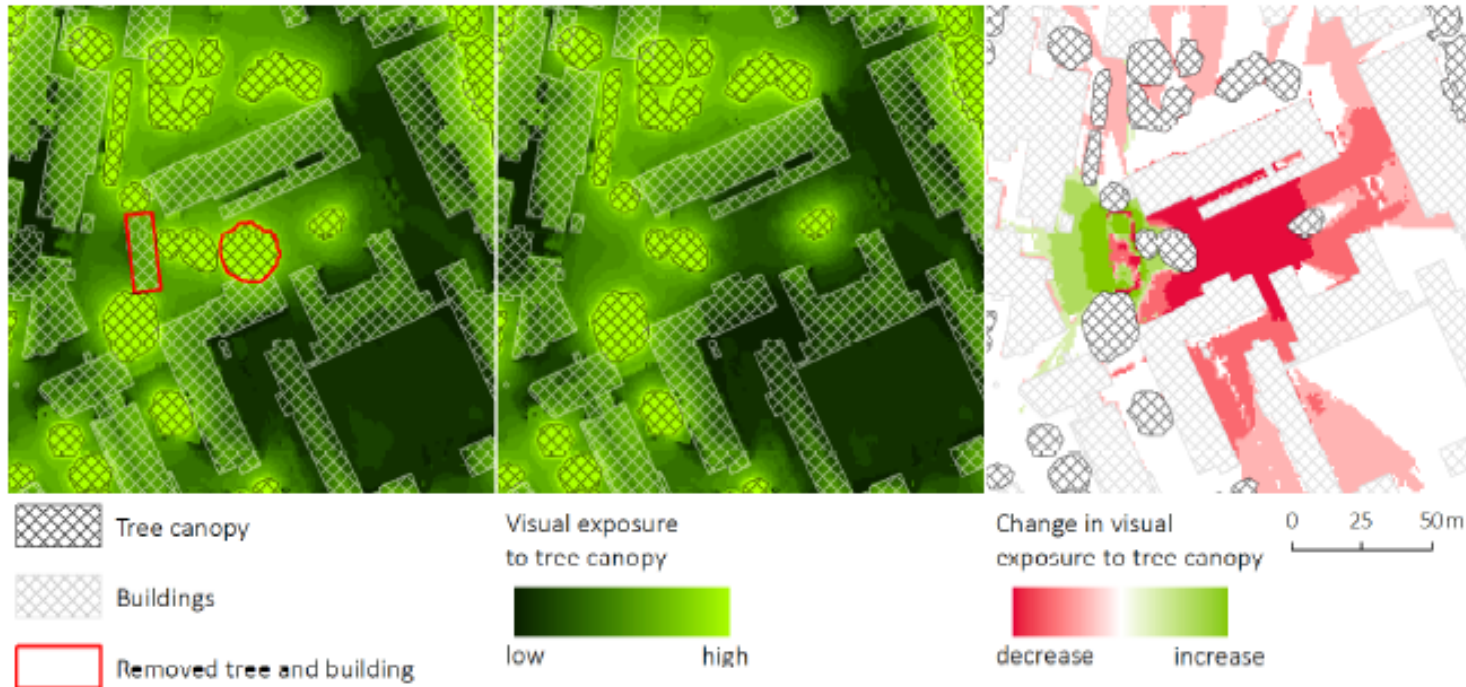 Tree canopy
Buildings
Removed tree and building
Visual exposure
to tree canopy
low high
Change in visual
exposure to tree canopy
decrease increase
0 25 50m